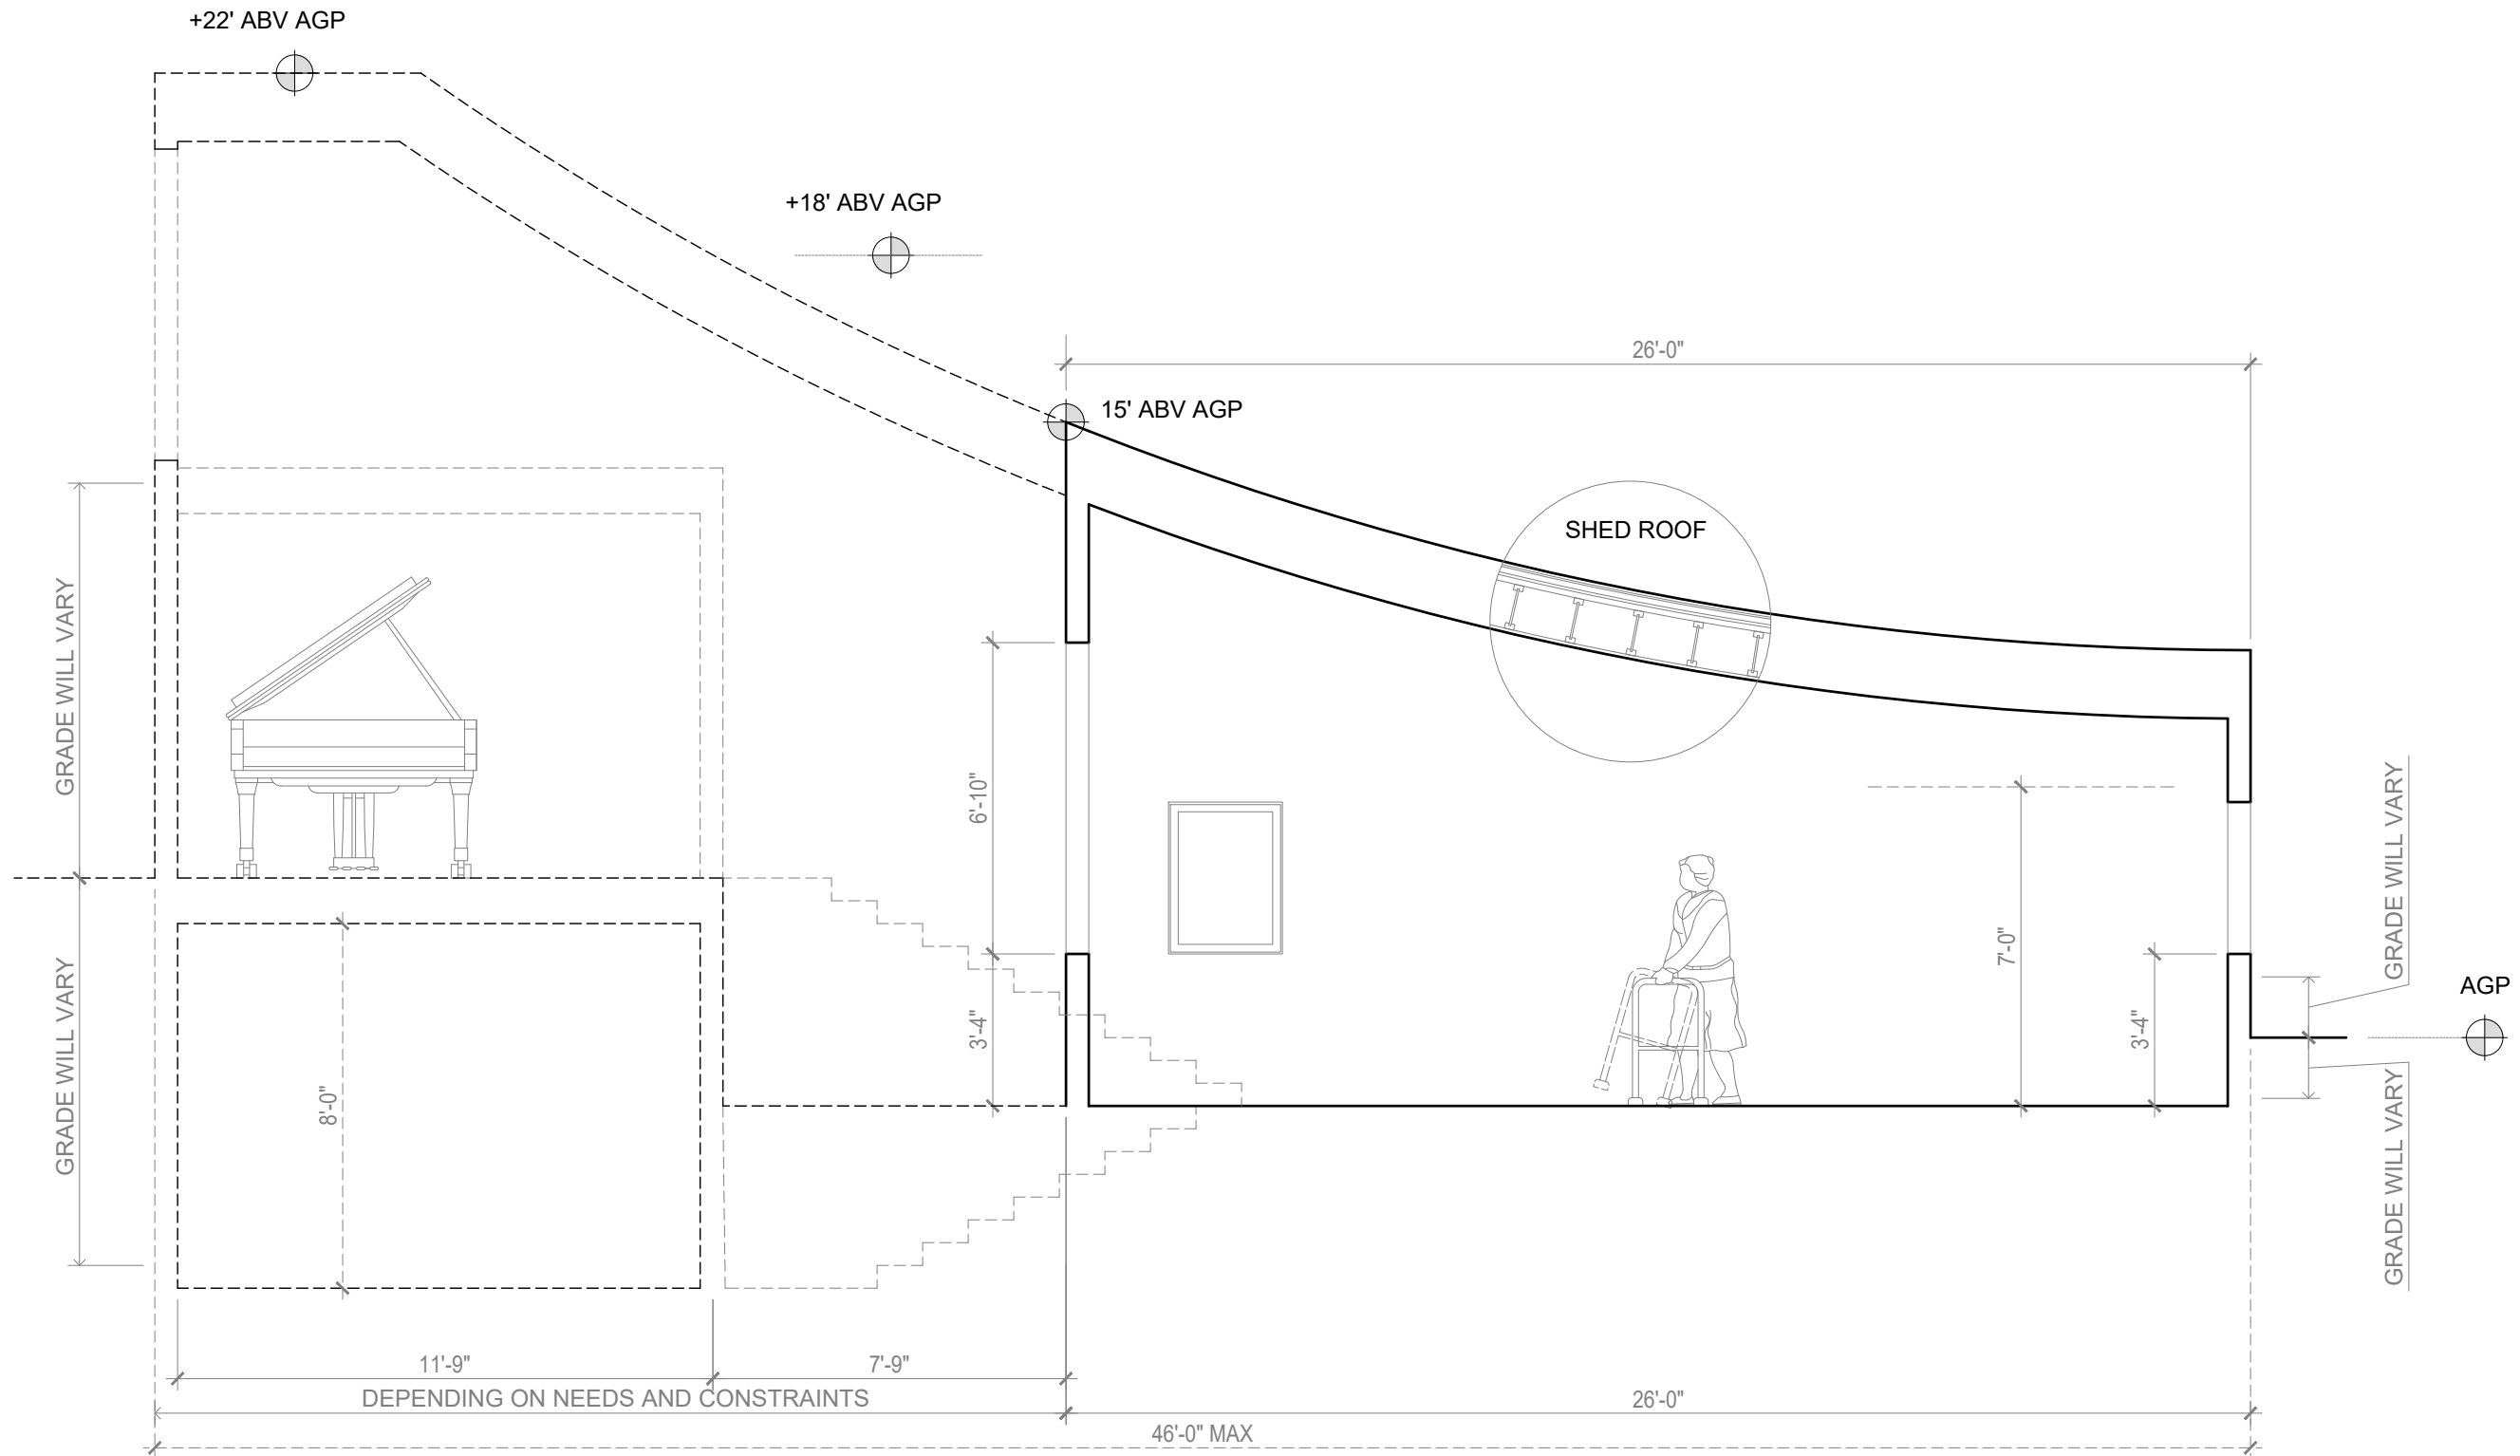 +22' ABV AGP
+18' ABV AGP
26'-0"
15' ABV AGP
SHED ROOF
GRADE WILL VARY
6'-10"
GRADE WILL VARY
7'-0"
AGP
3'-4"
3'-4"
GRADE WILL VARY
8'-0"
GRADE WILL VARY
11'-9"
7'-9"
DEPENDING ON NEEDS AND CONSTRAINTS
26'-0"
46'-0" MAX